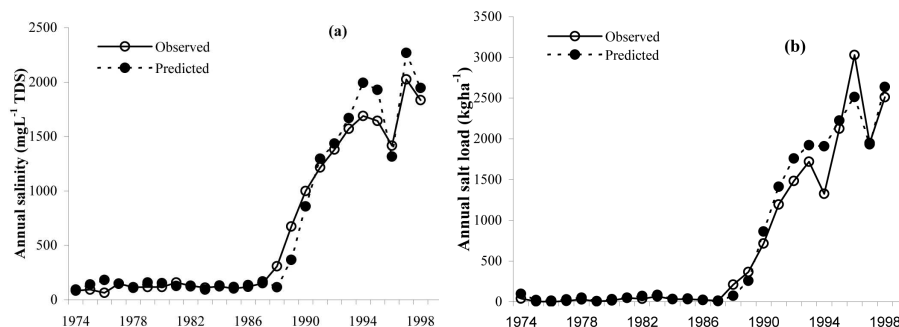 (a)
Observed
Predicted
Annual salinity (mgL⁻¹ TDS)
2500
2000
1500
1000
500
0
1974 1978 1982 1986 1990 1994 1998
(b)
Observed
Predicted
Annual salt load (kgha⁻¹)
3500
3000
2500
2000
1500
1000
500
0
1974 1978 1982 1986 1990 1994 1998